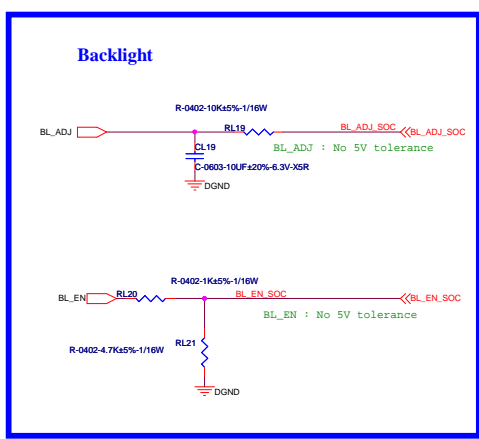 Backlight
R-0402-10K±5%-1/16W
BL_ADJ
RL19
BL_ADJ_SOC
BL_ADJ_SOC
CL19
BL_ADJ : No 5V tolerance
C-0603-10UF±20%-6.3V-X5R
DGND
R-0402-1K±5%-1/16W
BL_EN
RL20
BL_EN_SOC
BL_EN_SOC
BL_EN : No 5V tolerance
RL21
R-0402-4.7K±5%-1/16W
DGND